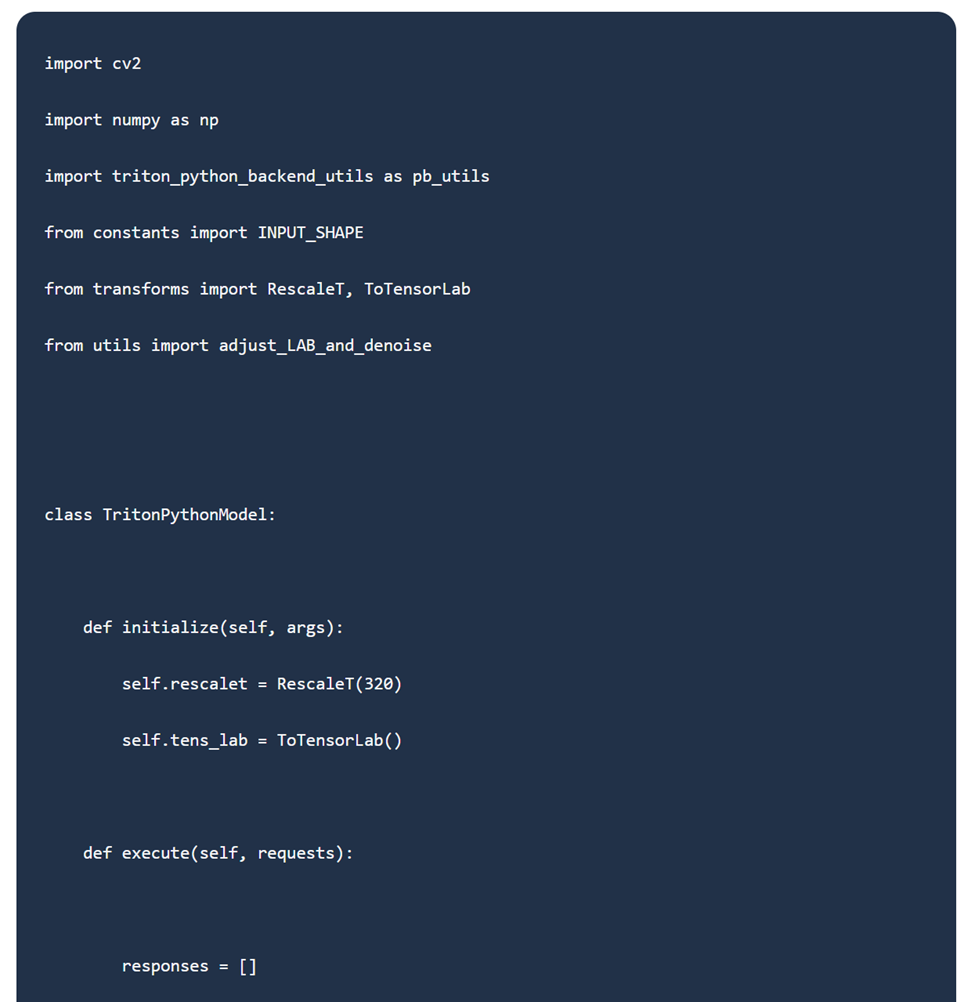 import cv2
import numpy as np
import triton_python_backend_utils as pb_utils
from constants import INPUT_SHAPE
from transforms import RescaleT, ToTensorLab
from utils import adjust_LAB_and_denoise
class TritonPythonModel:
    def initialize(self, args):
        self.rescalet = RescaleT(320)
        self.tens_lab = ToTensorLab()
    def execute(self, requests):
        responses = []